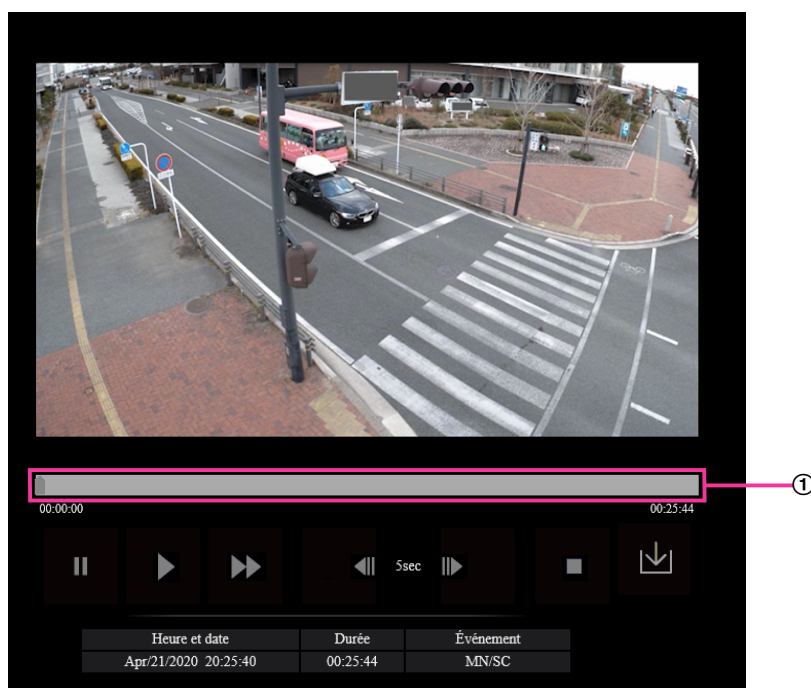 ①
00:00:00 00:25:44
5sec
Heure et date Durée Événement
Apr/21/2020 20:25:40 00:25:44 MN/SC